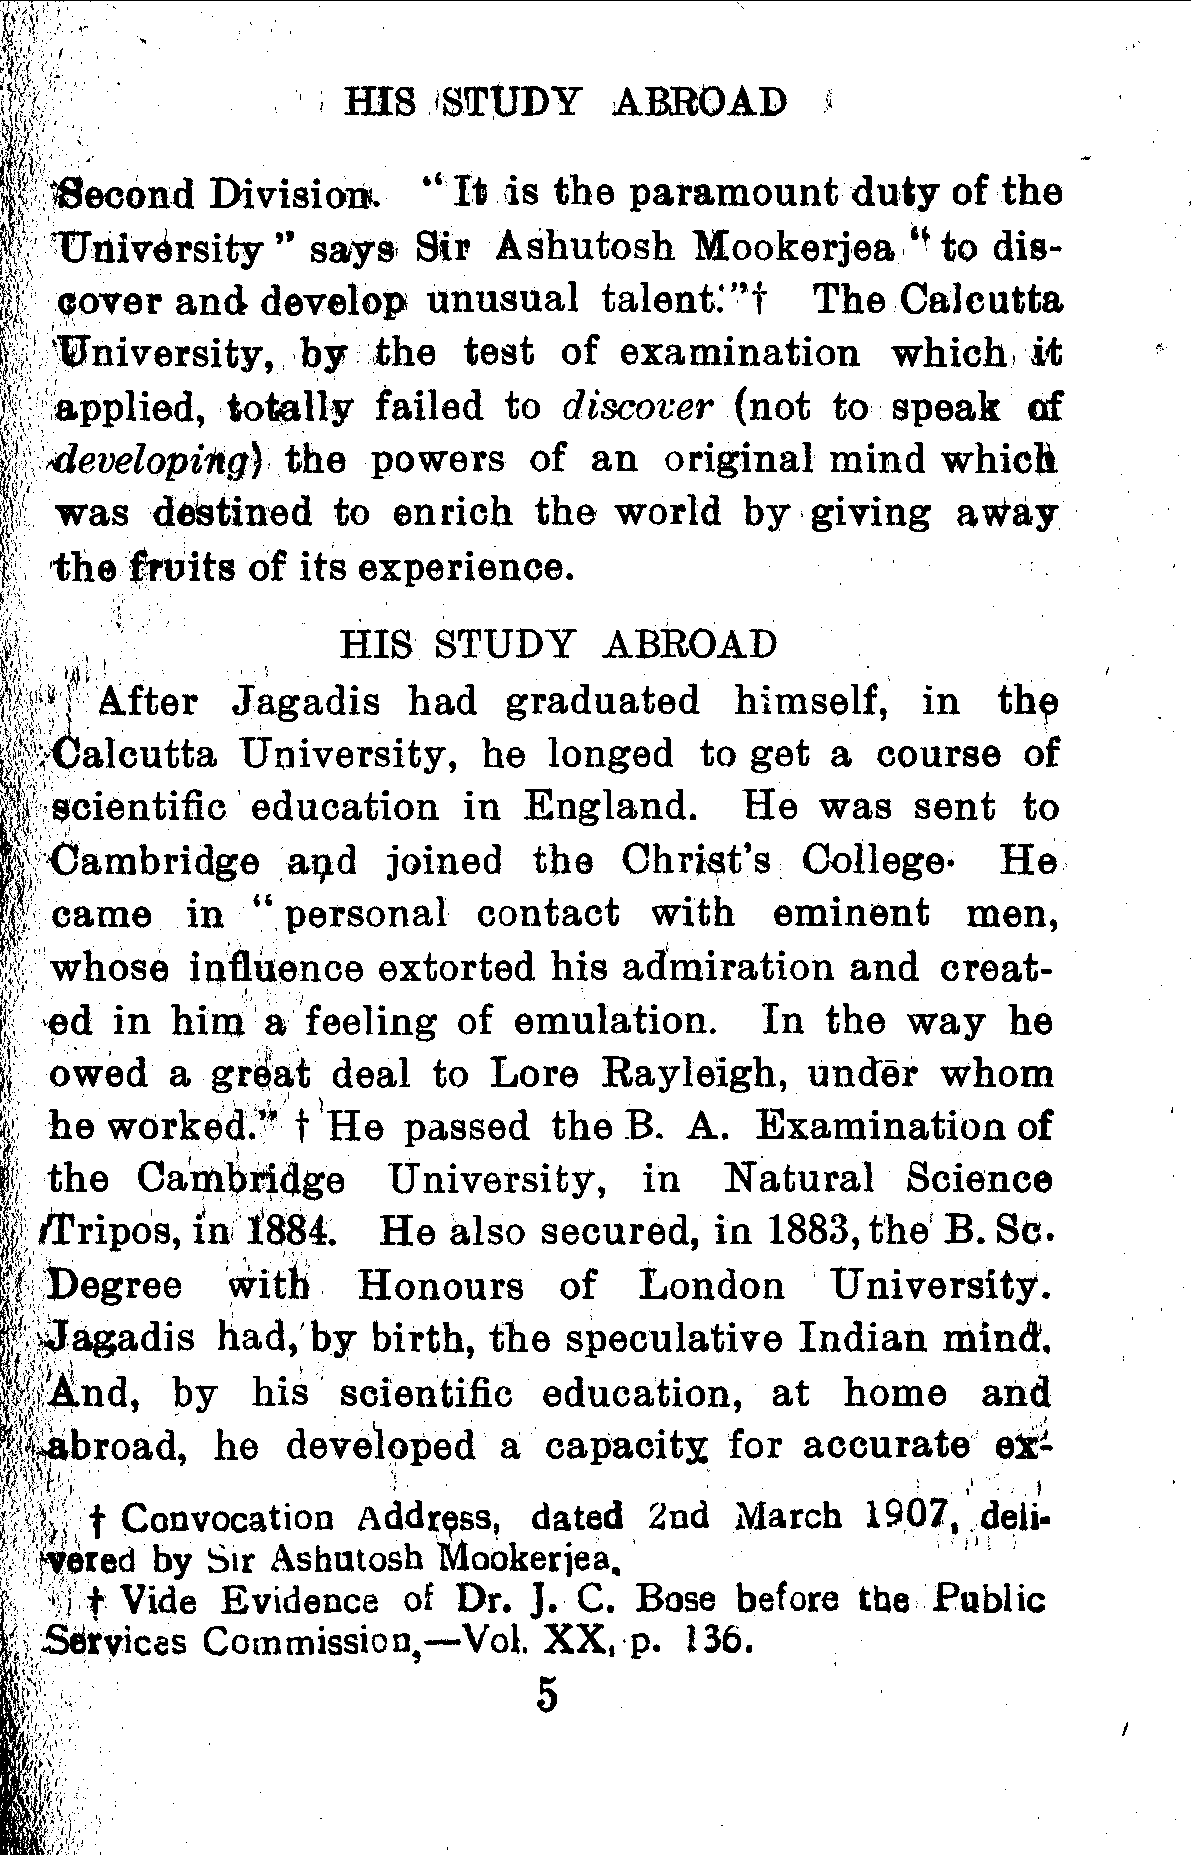 HIS STUDY ABROAD
Second Division. “It is the paramount duty of the
University” says Sir Ashutosh Mookerjea “to dis-
cover and develop unusual talent.”† The Calcutta
University, by the test of examination which it
applied, totally failed to discover (not to speak of
developing) the powers of an original mind which
was destined to enrich the world by giving away
the fruits of its experience.
HIS STUDY ABROAD
After Jagadis had graduated himself, in the
Calcutta University, he longed to get a course of
scientific education in England. He was sent to
Cambridge and joined the Christ's College. He
came in “personal contact with eminent men,
whose influence extorted his admiration and creat-
ed in him a feeling of emulation. In the way he
owed a great deal to Lore Rayleigh, under whom
he worked.” † He passed the B. A. Examination of
the Cambridge University, in Natural Science
Tripos, in 1884. He also secured, in 1883, the B. Sc.
Degree with Honours of London University.
Jagadis had, by birth, the speculative Indian mind.
And, by his scientific education, at home and
abroad, he developed a capacity for accurate ex-
† Convocation Address, dated 2nd March 1907, deli-
vered by Sir Ashutosh Mookerjea.
† Vide Evidence of Dr. J. C. Bose before the Public
Services Commission,—Vol. XX, p. 136.
5